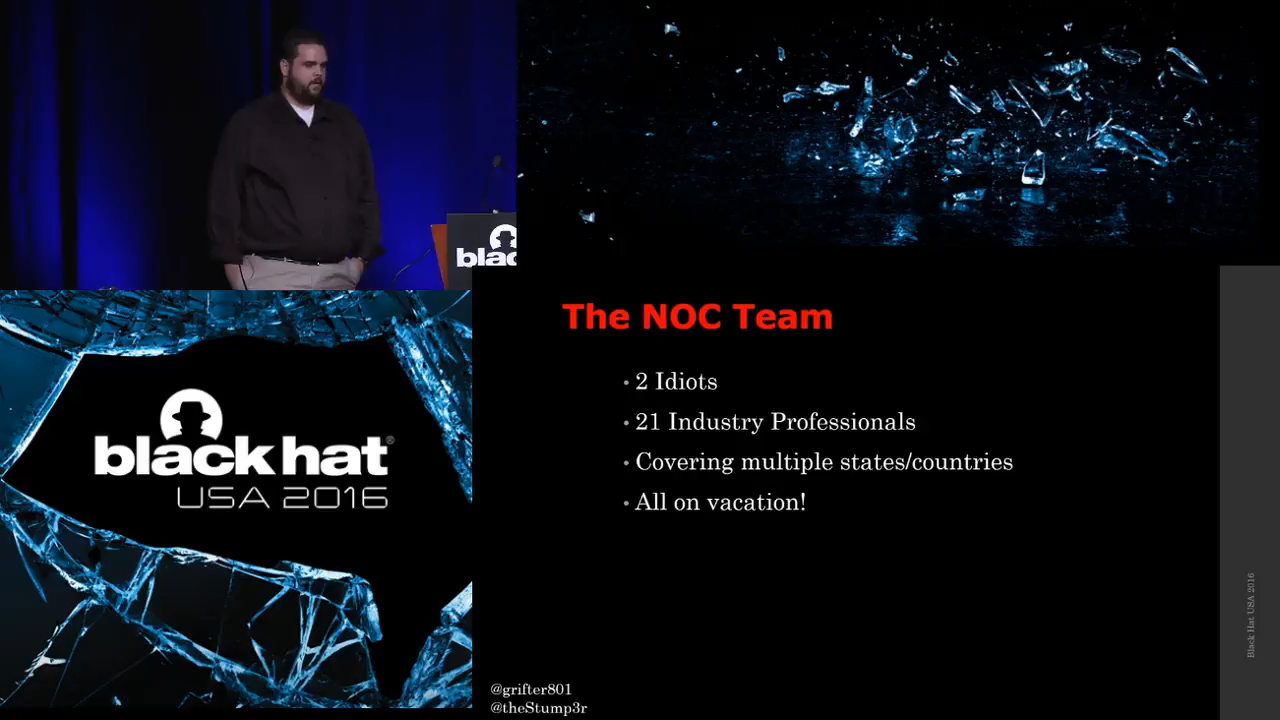 blac
black hat®
USA 2016
The NOC Team
• 2 Idiots
• 21 Industry Professionals
• Covering multiple states/countries
• All on vacation!
Black Hat USA 2016
@grifter801
@theStump3r